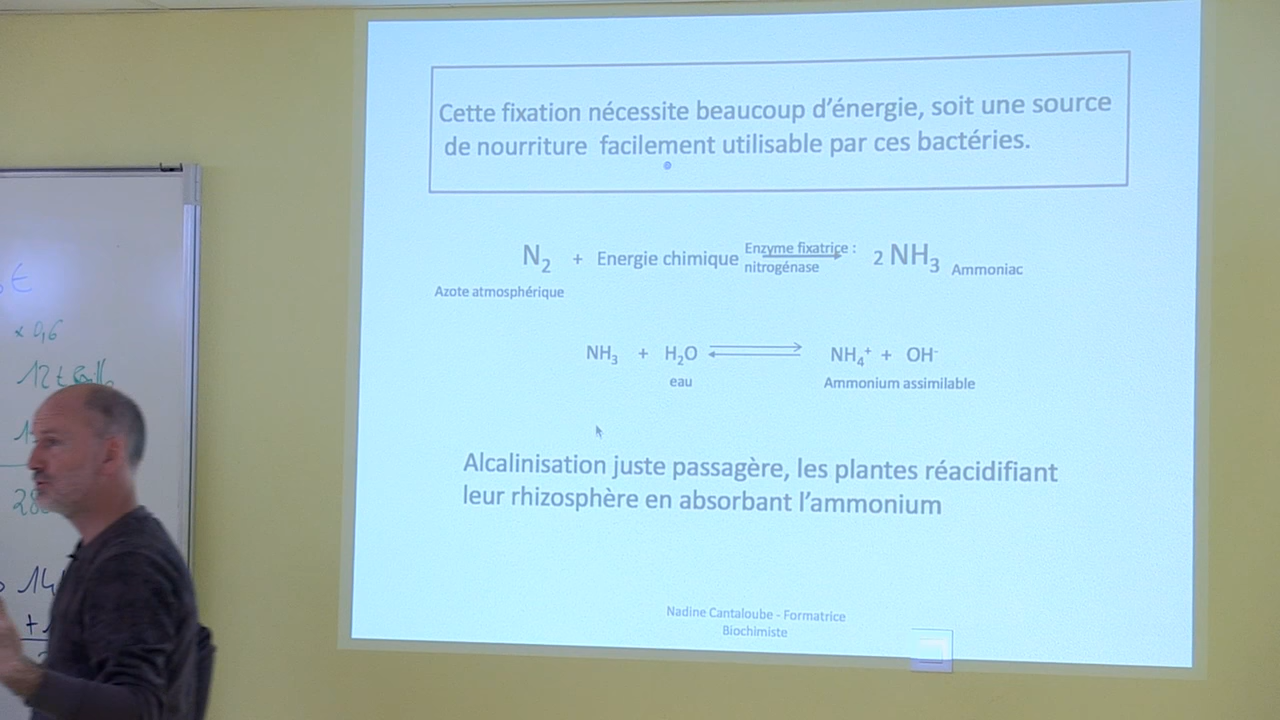 Cette fixation nécessite beaucoup d'énergie, soit une source
de nourriture facilement utilisable par ces bactéries.
N₂ + Energie chimique Enzyme fixatrice : nitrogénase 2 NH₃ Ammoniac
Azote atmosphérique
NH₃ + H₂O ⇌ NH₄⁺ + OH⁻
eau Ammonium assimilable
Alcalinisation juste passagère, les plantes réacidifiant
leur rhizosphère en absorbant l'ammonium
Nadine Cantaloube - Formatrice
Biochimiste
x 0,6
12 t